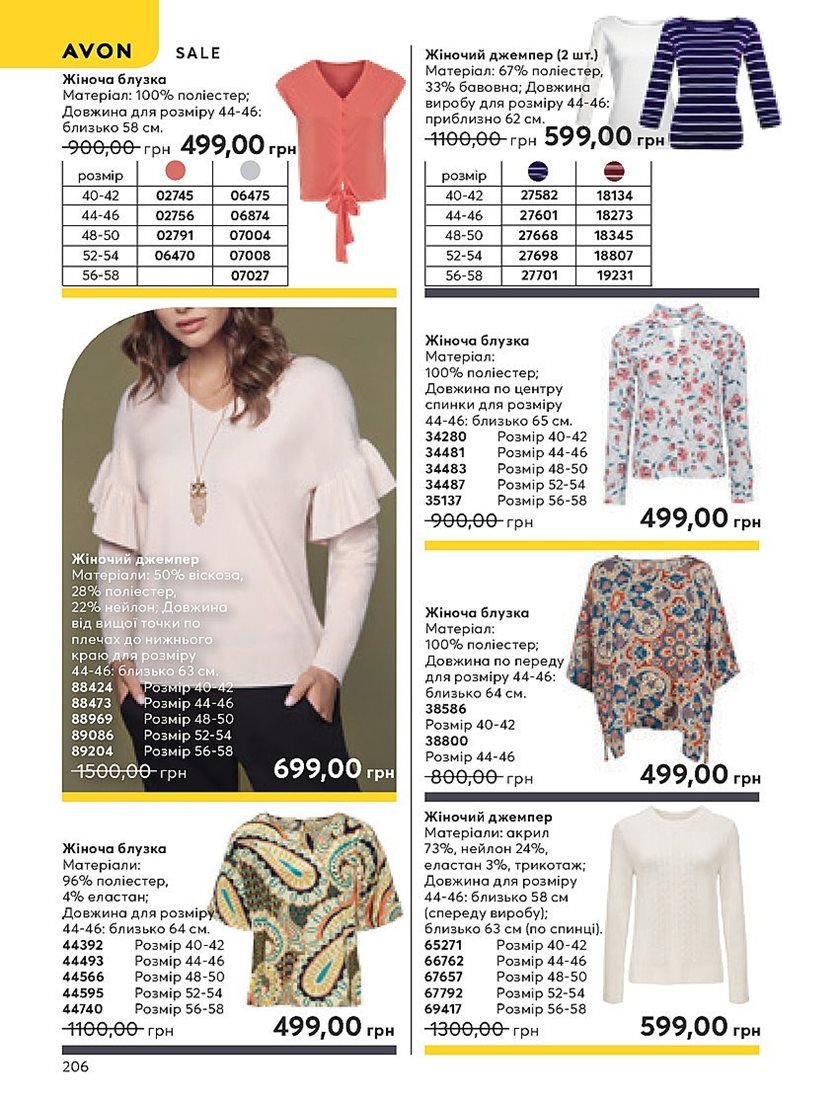 AVON SALE
Жіноча блузка
Матеріал: 100% поліестер;
Довжина для розміру 44-46:
близько 58 см.
900,00 грн 499,00 грн
розмір
40-42 02745 06475
44-46 02756 06874
48-50 02791 07004
52-54 06470 07008
56-58 07027
Жіночий джемпер (2 шт.)
Матеріал: 67% поліестер,
33% бавовна; Довжина
виробу для розміру 44-46:
приблизно 62 см.
1100,00 грн 599,00 грн
розмір
40-42 27582 18134
44-46 27601 18273
48-50 27668 18345
52-54 27698 18807
56-58 27701 19231
Жіночий джемпер
Матеріали: 50% віскоза,
28% поліестер,
22% нейлон; Довжина
від вищої точки по
плечах до нижнього
краю для розміру
44-46: близько 63 см.
88424 Розмір 40-42
88473 Розмір 44-46
88969 Розмір 48-50
89086 Розмір 52-54
89204 Розмір 56-58
1500,00 грн 699,00 грн
Жіноча блузка
Матеріал:
100% поліестер;
Довжина по центру
спинки для розміру
44-46: близько 65 см.
34280 Розмір 40-42
34481 Розмір 44-46
34483 Розмір 48-50
34487 Розмір 52-54
35137 Розмір 56-58
900,00 грн 499,00 грн
Жіноча блузка
Матеріал:
100% поліестер;
Довжина по переду
для розміру 44-46:
близько 64 см.
38586
Розмір 40-42
38800
Розмір 44-46
800,00 грн 499,00 грн
Жіноча блузка
Матеріали:
96% поліестер,
4% еластан;
Довжина для розміру
44-46: близько 64 см.
44392 Розмір 40-42
44493 Розмір 44-46
44566 Розмір 48-50
44595 Розмір 52-54
44740 Розмір 56-58
1100,00 грн 499,00 грн
Жіночий джемпер
Матеріали: акрил
73%, нейлон 24%,
еластан 3%, трикотаж;
Довжина для розміру
44-46: близько 58 см
(спереду виробу);
близько 63 см (по спинці).
65271 Розмір 40-42
66762 Розмір 44-46
67657 Розмір 48-50
67792 Розмір 52-54
69417 Розмір 56-58
1300,00 грн 599,00 грн
206